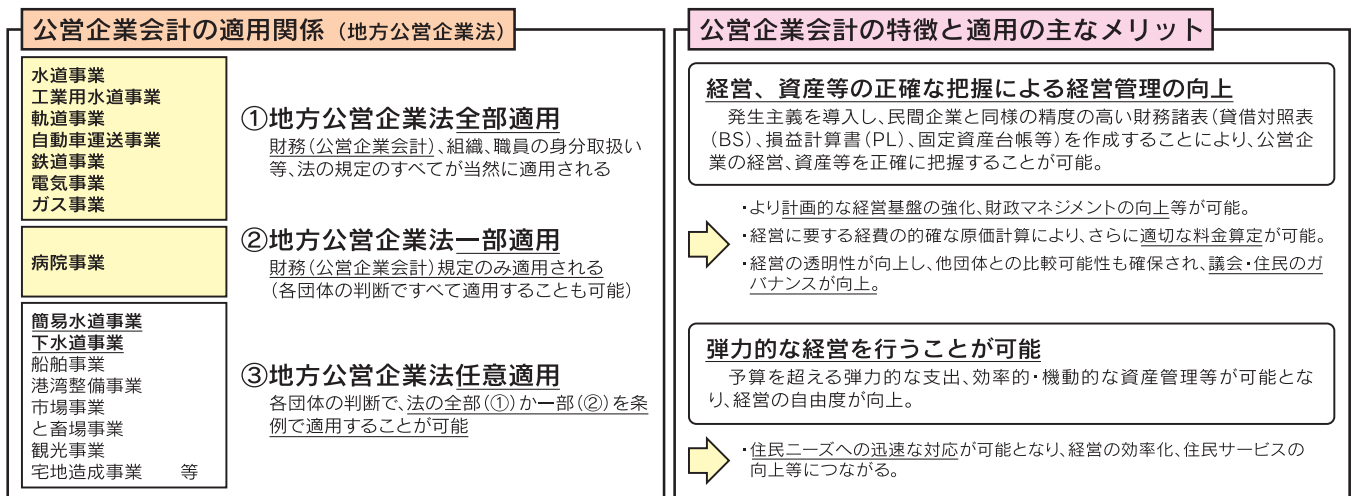 公営企業会計の適用関係（地方公営企業法）
水道事業
工業用水道事業
軌道事業
自動車運送事業
鉄道事業
電気事業
ガス事業
①地方公営企業法全部適用
財務（公営企業会計）、組織、職員の身分取扱い
等、法の規定のすべてが当然に適用される
病院事業
②地方公営企業法一部適用
財務（公営企業会計）規定のみ適用される
（各団体の判断ですべて適用することも可能）
簡易水道事業
下水道事業
船舶事業
港湾整備事業
市場事業
と畜場事業
観光事業
宅地造成事業　等
③地方公営企業法任意適用
各団体の判断で、法の全部（①）か一部（②）を条
例で適用することが可能
公営企業会計の特徴と適用の主なメリット
経営、資産等の正確な把握による経営管理の向上
発生主義を導入し、民間企業と同様の精度の高い財務諸表（貸借対照表
（BS）、損益計算書（PL）、固定資産台帳等）を作成することにより、公営企
業の経営、資産等を正確に把握することが可能。
・より計画的な経営基盤の強化、財政マネジメントの向上等が可能。
・経営に要する経費の的確な原価計算により、さらに適切な料金算定が可能。
・経営の透明性が向上し、他団体との比較可能性も確保され、議会・住民のガ
バナンスが向上。
弾力的な経営を行うことが可能
予算を超える弾力的な支出、効率的・機動的な資産管理等が可能とな
り、経営の自由度が向上。
・住民ニーズへの迅速な対応が可能となり、経営の効率化、住民サービスの
向上等につながる。